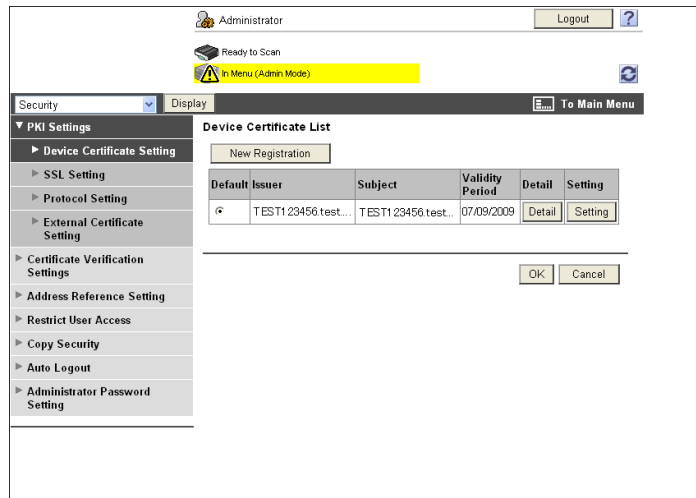 Administrator
Logout
?
Ready to Scan
In Menu (Admin Mode)
Security
Display
To Main Menu
PKI Settings
Device Certificate Setting
SSL Setting
Protocol Setting
External Certificate
Setting
Certificate Verification
Settings
Address Reference Setting
Restrict User Access
Copy Security
Auto Logout
Administrator Password
Setting
Device Certificate List
New Registration
Default Issuer Subject Validity Period Detail Setting
TEST123456.test.... TEST123456.test... 07/09/2009 Detail Setting
OK Cancel